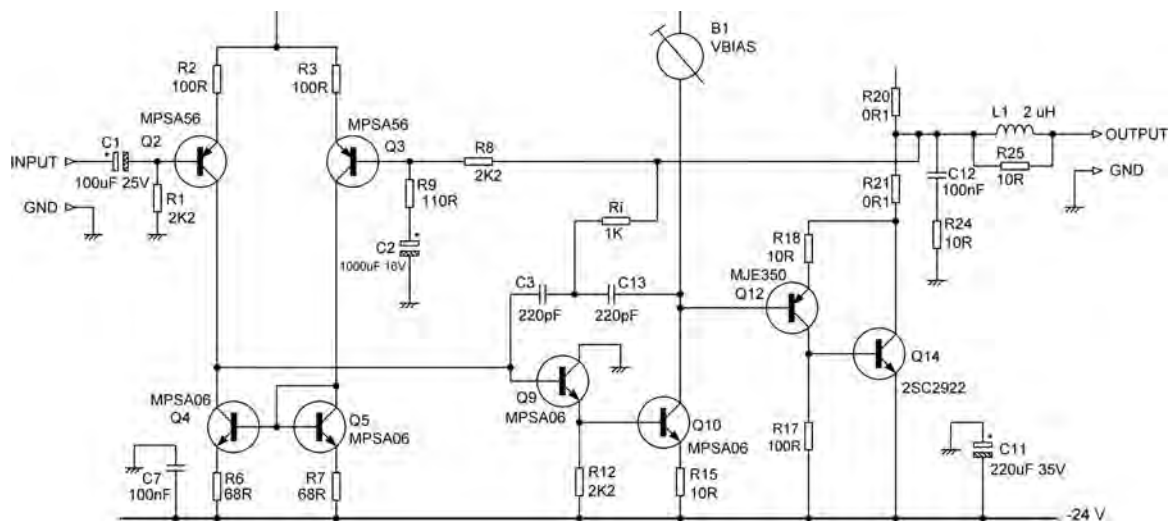 B1
VBIAS
R2
100R
R3
100R
R20
0R1
L1 2 uH
OUTPUT
MPSA56
MPSA56
C1
Q2
Q3
R8
2K2
INPUT
100uF 25V
R1
2K2
GND
R9
110R
C2
1000uF 16V
Ri
1K
R25
10R
C12
100nF
GND
R21
0R1
R24
10R
R18
10R
C3
220pF
C13
220pF
MJE350
Q12
Q14
2SC2922
Q9
MPSA06
MPSA06
Q4
Q5
MPSA06
Q10
MPSA06
R17
100R
C7
100nF
R6
68R
R7
68R
R12
2K2
R15
10R
C11
220uF 35V
-24 V